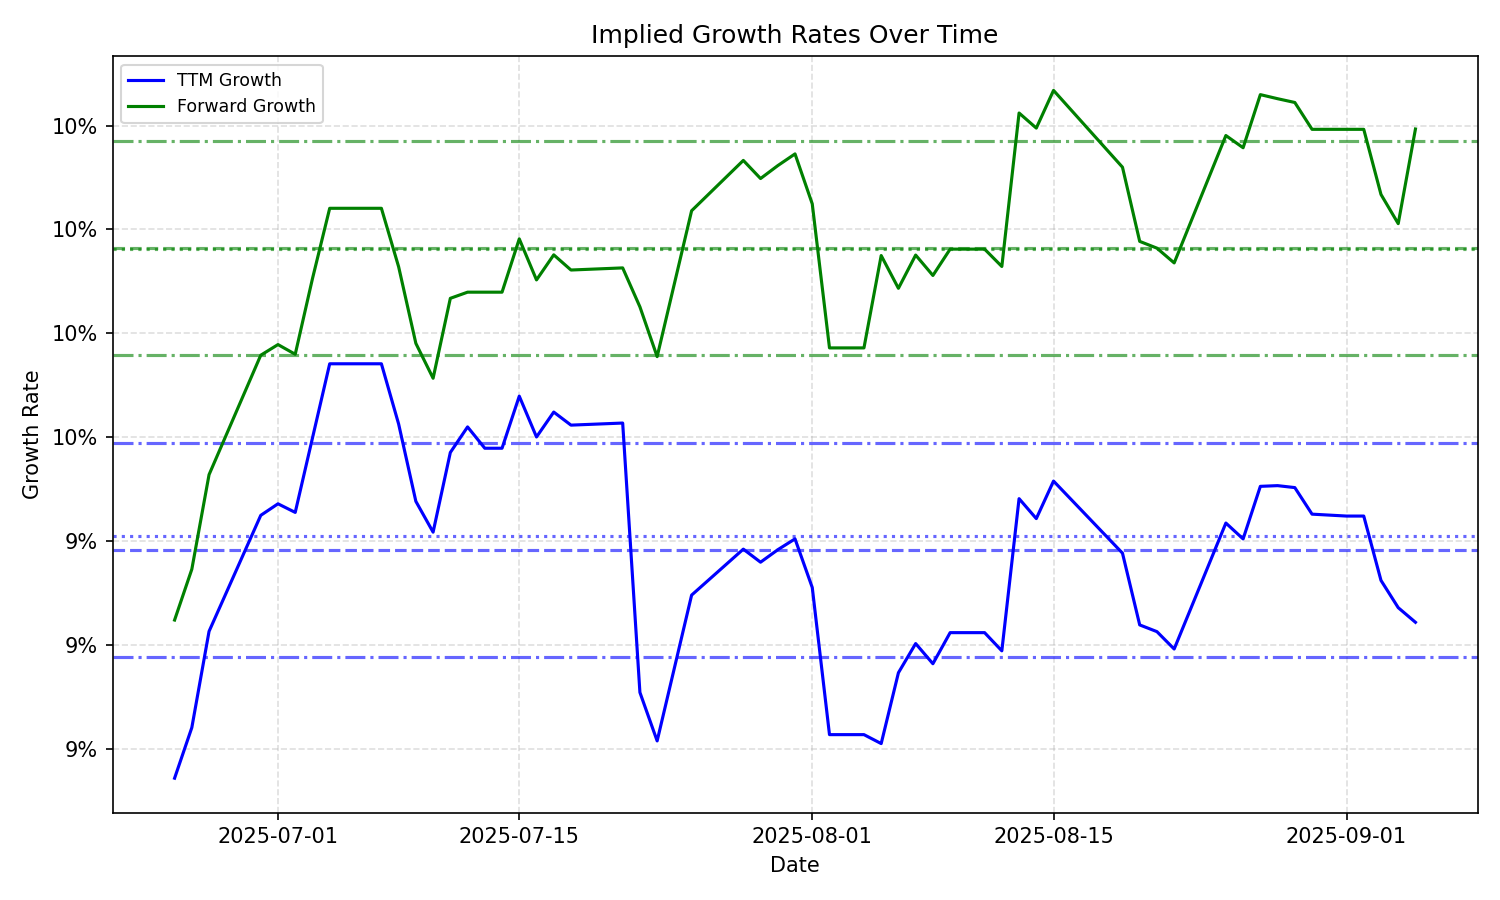 Implied Growth Rates Over Time
TTM Growth
Forward Growth
10%
10%
10%
10%
9%
9%
9%
Growth Rate
2025-07-01
2025-07-15
2025-08-01
2025-08-15
2025-09-01
Date